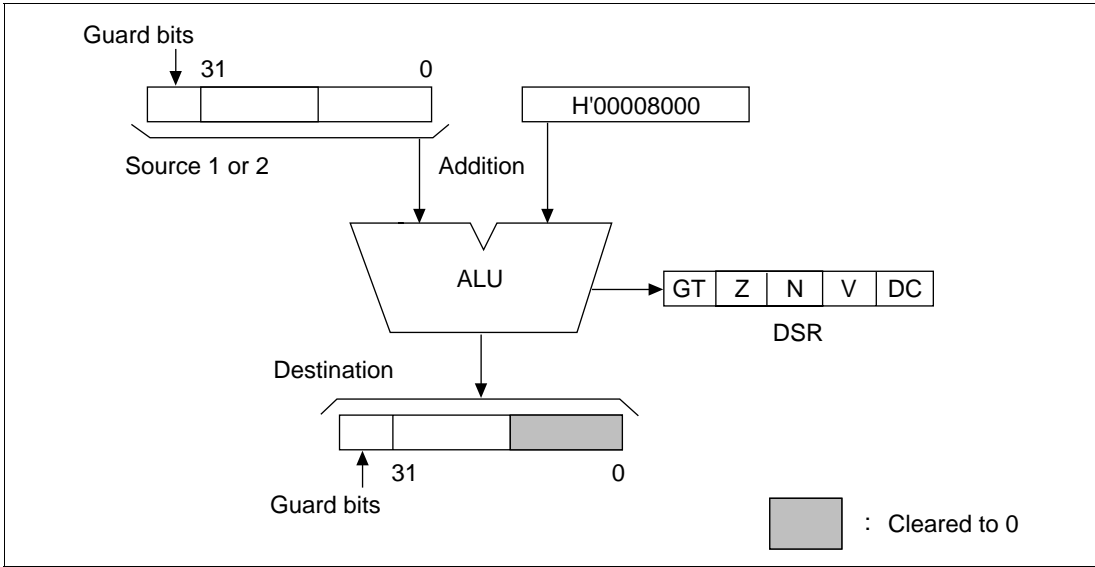 Guard bits
31 0
H'00008000
Source 1 or 2
Addition
ALU
GT Z N V DC
DSR
Destination
31 0
Guard bits
: Cleared to 0